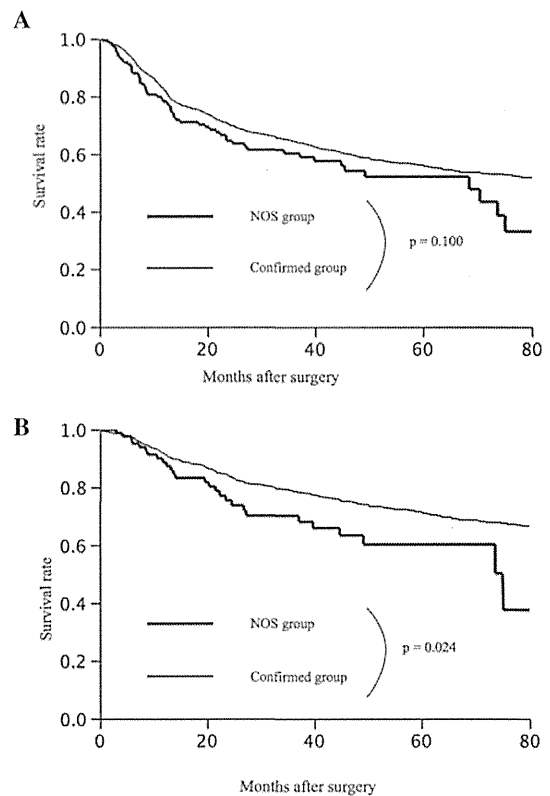 A
1.0
0.8
0.6
0.4
0.2
0.0
Survival rate
NOS group
Confirmed group
p = 0.100
0 20 40 60 80
Months after surgery
B
1.0
0.8
0.6
0.4
0.2
0.0
Survival rate
NOS group
Confirmed group
p = 0.024
0 20 40 60 80
Months after surgery